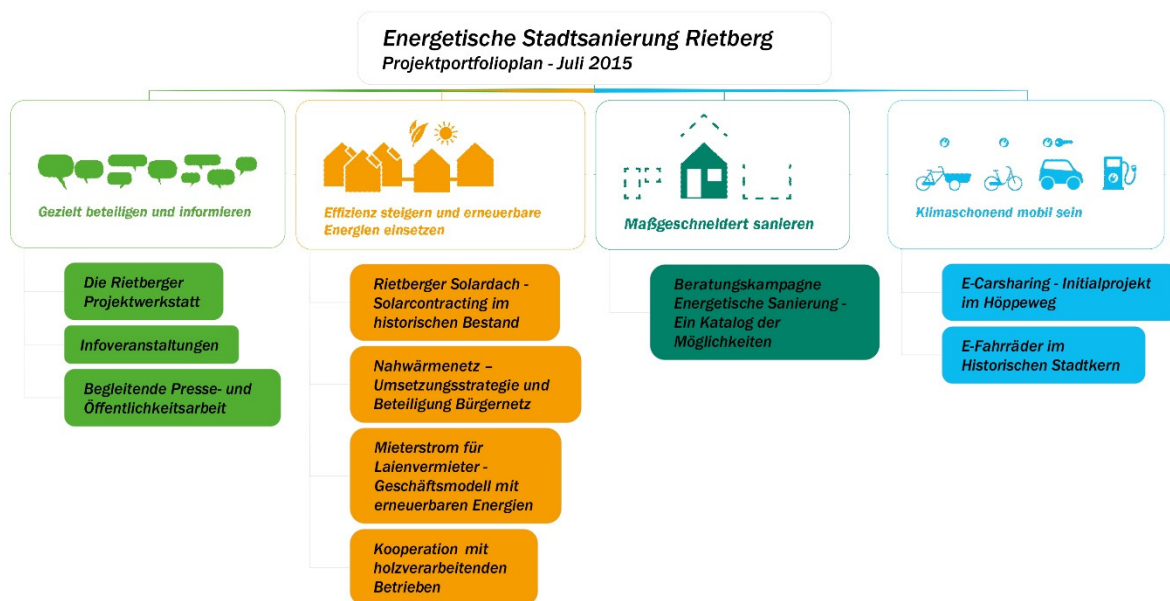 Energetische Stadtsanierung Rietberg
Projektportfolioplan - Juli 2015
Gezielt beteiligen und informieren
Die Rietberger
Projektwerkstatt
Infoveranstaltungen
Begleitende Presse- und
Öffentlichkeitsarbeit
Effizienz steigern und erneuerbare
Energien einsetzen
Rietberger Solardach -
Solarcontracting im
historischen Bestand
Nahwärmenetz –
Umsetzungsstrategie und
Beteiligung Bürgernetz
Mieterstrom für
Laienvermieter -
Geschäftsmodell mit
erneuerbaren Energien
Kooperation mit
holzverarbeitenden
Betrieben
Maßgeschneidert sanieren
Beratungskampagne
Energetische Sanierung -
Ein Katalog der
Möglichkeiten
Klimaschonend mobil sein
E-Carsharing - Initialprojekt
im Höppeweg
E-Fahrräder im
Historischen Stadtkern